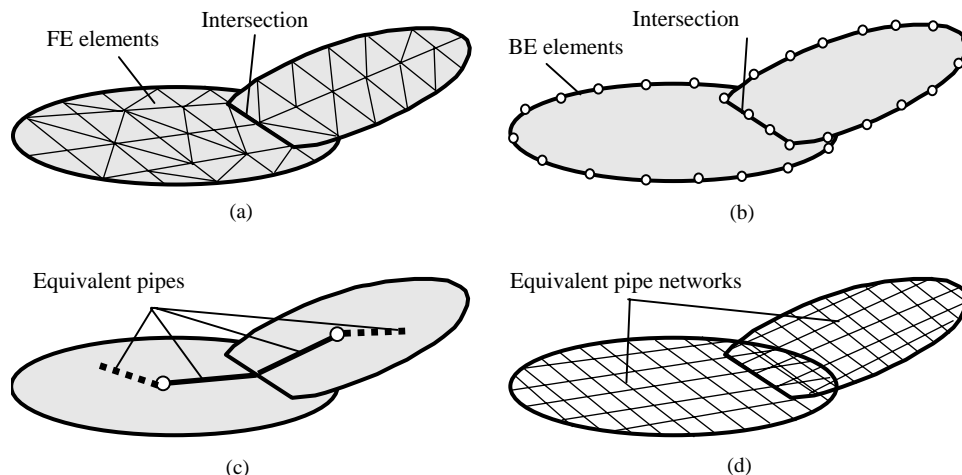 Intersection
FE elements
(a)
Intersection
BE elements
(b)
Equivalent pipes
(c)
Equivalent pipe networks
(d)